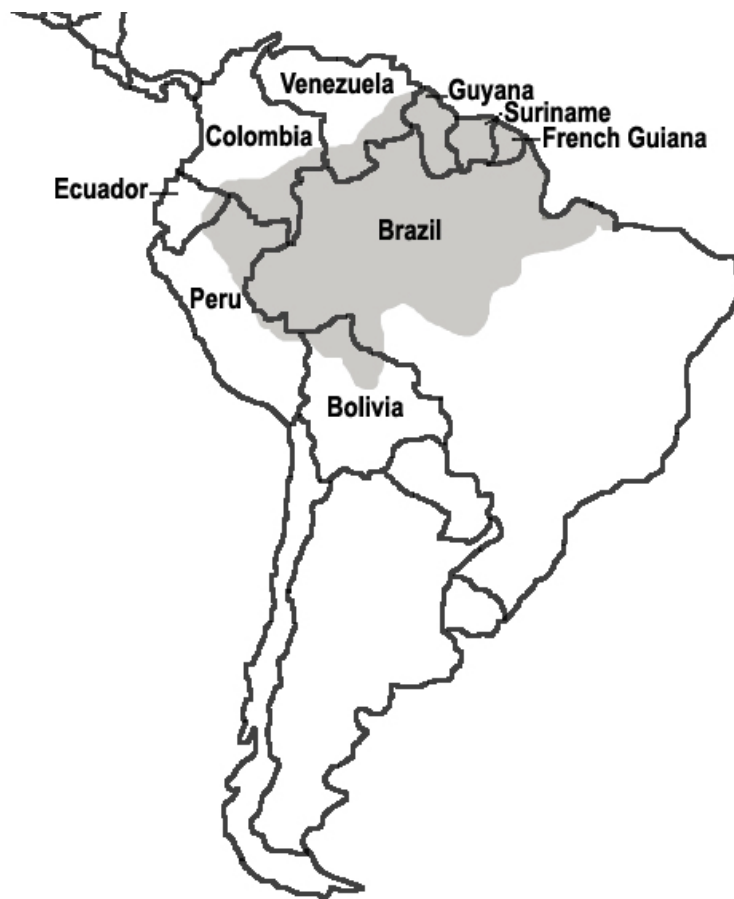 Venezuela
Guyana
Suriname
Colombia
French Guiana
Ecuador
Brazil
Peru
Bolivia